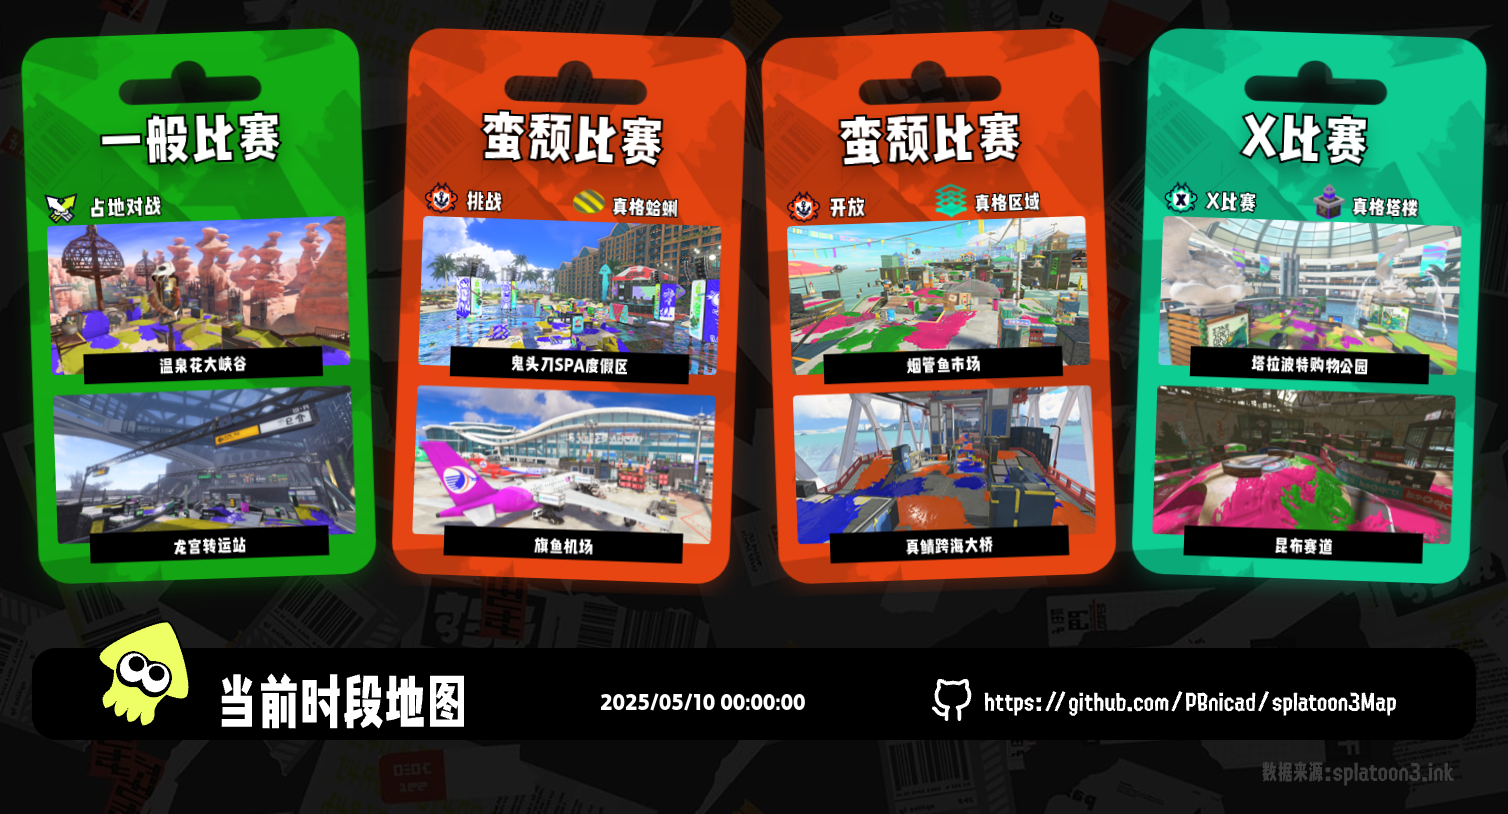 一般比赛
占地对战
温泉花大峡谷
龙宫转运站
蛮颓比赛
挑战
真格蛤蜊
鬼头刀SPA度假区
旗鱼机场
蛮颓比赛
开放
真格区域
烟管鱼市场
真鲭跨海大桥
X比赛
X比赛
真格塔楼
塔拉波特购物公园
昆布赛道
当前时段地图
2025/05/10 00:00:00
https://github.com/PBnicad/splatoon3Map
数据来源:splatoon3.ink